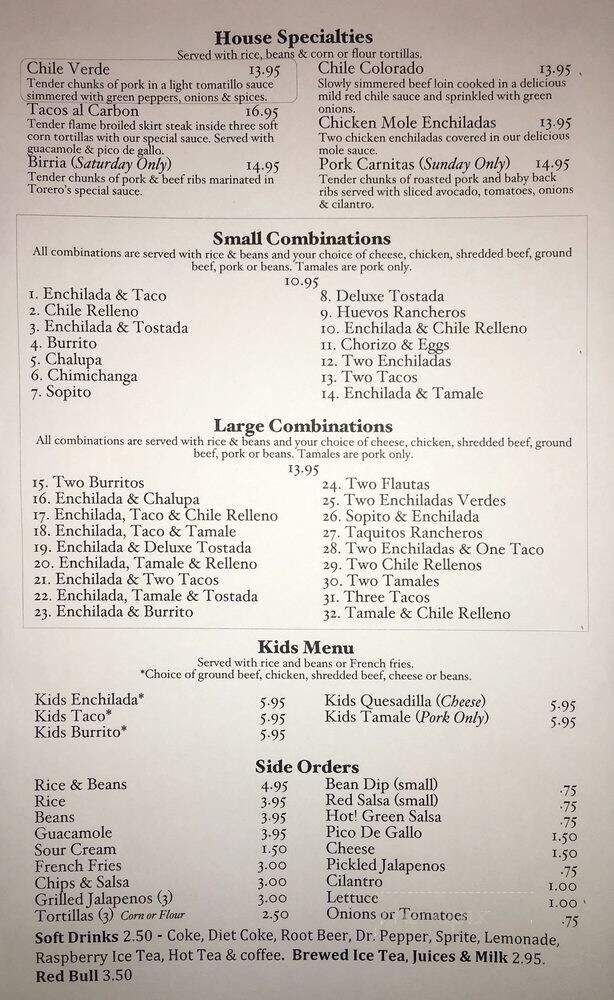 House Specialties
Served with rice, beans & corn or flour tortillas.
Chile Verde 13.95
Tender chunks of pork in a light tomatillo sauce
simmered with green peppers, onions & spices.
Tacos al Carbon 16.95
Tender flame broiled skirt steak inside three soft
corn tortillas with our special sauce. Served with
guacamole & pico de gallo.
Birria (Saturday Only) 14.95
Tender chunks of pork & beef ribs marinated in
Torero's special sauce.
Chile Colorado 13.95
Slowly simmered beef loin cooked in a delicious
mild red chile sauce and sprinkled with green
onions.
Chicken Mole Enchiladas 13.95
Two chicken enchiladas covered in our delicious
mole sauce.
Pork Carnitas (Sunday Only) 14.95
Tender chunks of roasted pork and baby back
ribs served with sliced avocado, tomatoes, onions
& cilantro.
Small Combinations
All combinations are served with rice & beans and your choice of cheese, chicken, shredded beef, ground
beef, pork or beans. Tamales are pork only.
10.95
1. Enchilada & Taco
2. Chile Relleno
3. Enchilada & Tostada
4. Burrito
5. Chalupa
6. Chimichanga
7. Sopito
8. Deluxe Tostada
9. Huevos Rancheros
10. Enchilada & Chile Relleno
11. Chorizo & Eggs
12. Two Enchiladas
13. Two Tacos
14. Enchilada & Tamale
Large Combinations
All combinations are served with rice & beans and your choice of cheese, chicken, shredded beef, ground
beef, pork or beans. Tamales are pork only.
13.95
15. Two Burritos
16. Enchilada & Chalupa
17. Enchilada, Taco & Chile Relleno
18. Enchilada, Taco & Tamale
19. Enchilada & Deluxe Tostada
20. Enchilada, Tamale & Relleno
21. Enchilada & Two Tacos
22. Enchilada, Tamale & Tostada
23. Enchilada & Burrito
24. Two Flautas
25. Two Enchiladas Verdes
26. Sopito & Enchilada
27. Taquitos Rancheros
28. Two Enchiladas & One Taco
29. Two Chile Rellenos
30. Two Tamales
31. Three Tacos
32. Tamale & Chile Relleno
Kids Menu
Served with rice and beans or French fries.
*Choice of ground beef, chicken, shredded beef, cheese or beans.
Kids Enchilada* 5.95
Kids Taco* 5.95
Kids Burrito* 5.95
Kids Quesadilla (Cheese) 5.95
Kids Tamale (Pork Only) 5.95
Side Orders
Rice & Beans 4.95
Rice 3.95
Beans 3.95
Guacamole 3.95
Sour Cream 1.50
French Fries 3.00
Chips & Salsa 3.00
Grilled Jalapenos (3) 3.00
Tortillas (3) Corn or Flour 2.50
Bean Dip (small) .75
Red Salsa (small) .75
Hot! Green Salsa .75
Pico De Gallo 1.50
Cheese 1.50
Pickled Jalapenos .75
Cilantro 1.00
Lettuce 1.00
Onions or Tomatoes .75
Soft Drinks 2.50 - Coke, Diet Coke, Root Beer, Dr. Pepper, Sprite, Lemonade,
Raspberry Ice Tea, Hot Tea & coffee. Brewed Ice Tea, Juices & Milk 2.95.
Red Bull 3.50